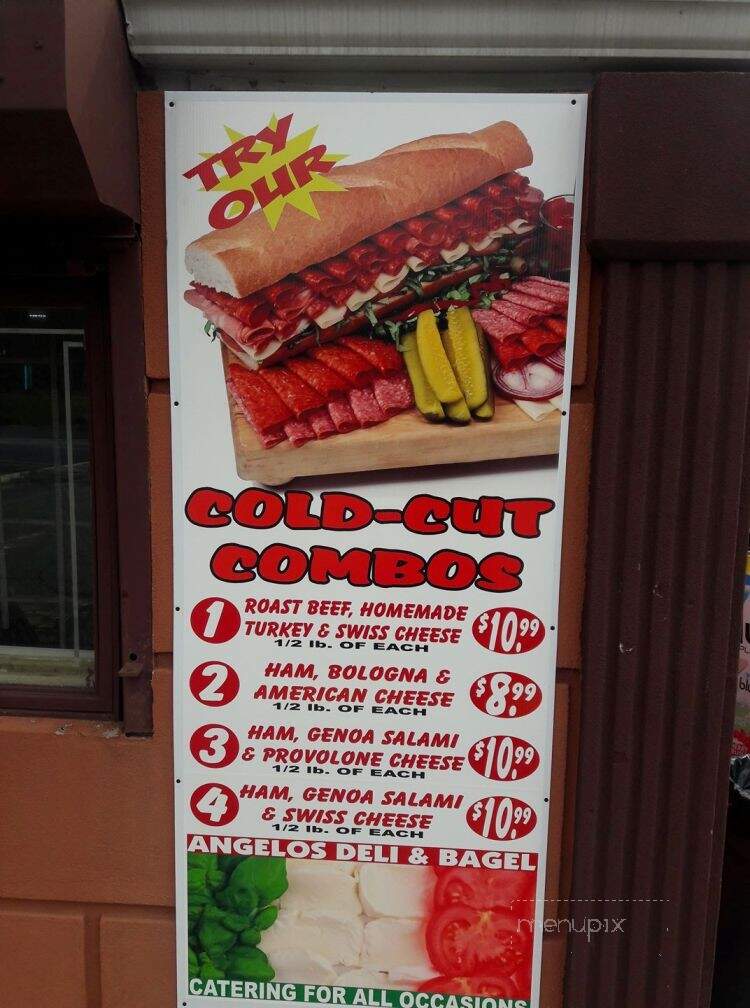 TRY
OUR
COLD-CUT
COMBOS
1 ROAST BEEF, HOMEMADE
TURKEY & SWISS CHEESE $10.99
1/2 lb. OF EACH
2 HAM, BOLOGNA &
AMERICAN CHEESE $8.99
1/2 lb. OF EACH
3 HAM, GENOA SALAMI
& PROVOLONE CHEESE $10.99
1/2 lb. OF EACH
4 HAM, GENOA SALAMI
& SWISS CHEESE $10.99
1/2 lb. OF EACH
ANGELOS DELI & BAGEL
menupix
CATERING FOR ALL OCCASIONS